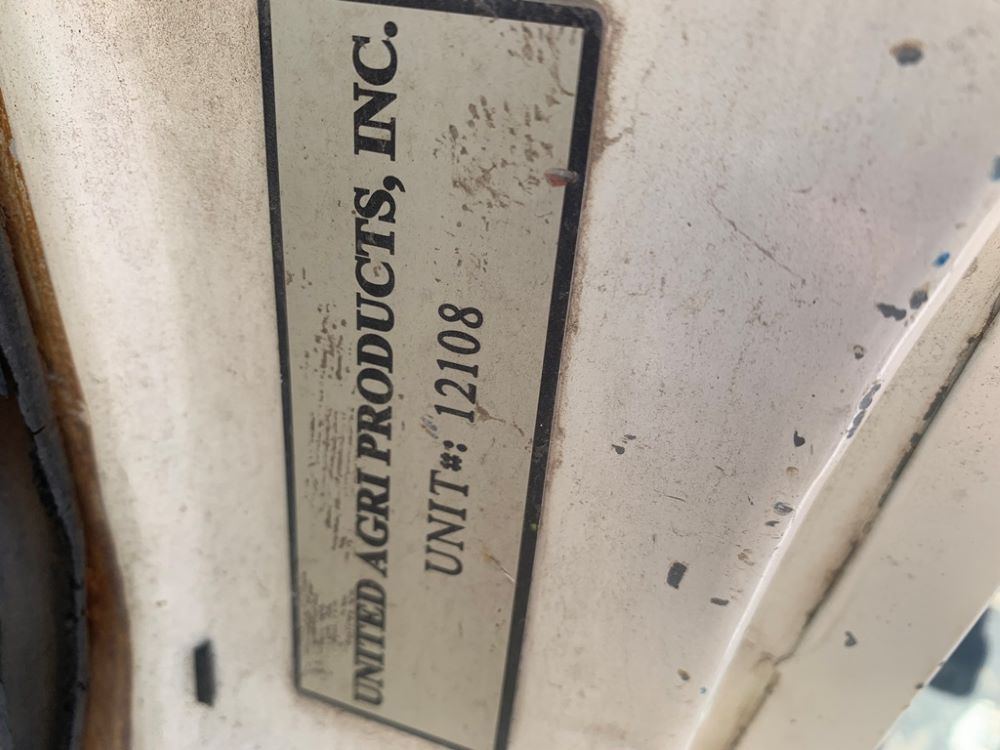 UNITED AGRI PRODUCTS, INC.
UNIT#: 12108